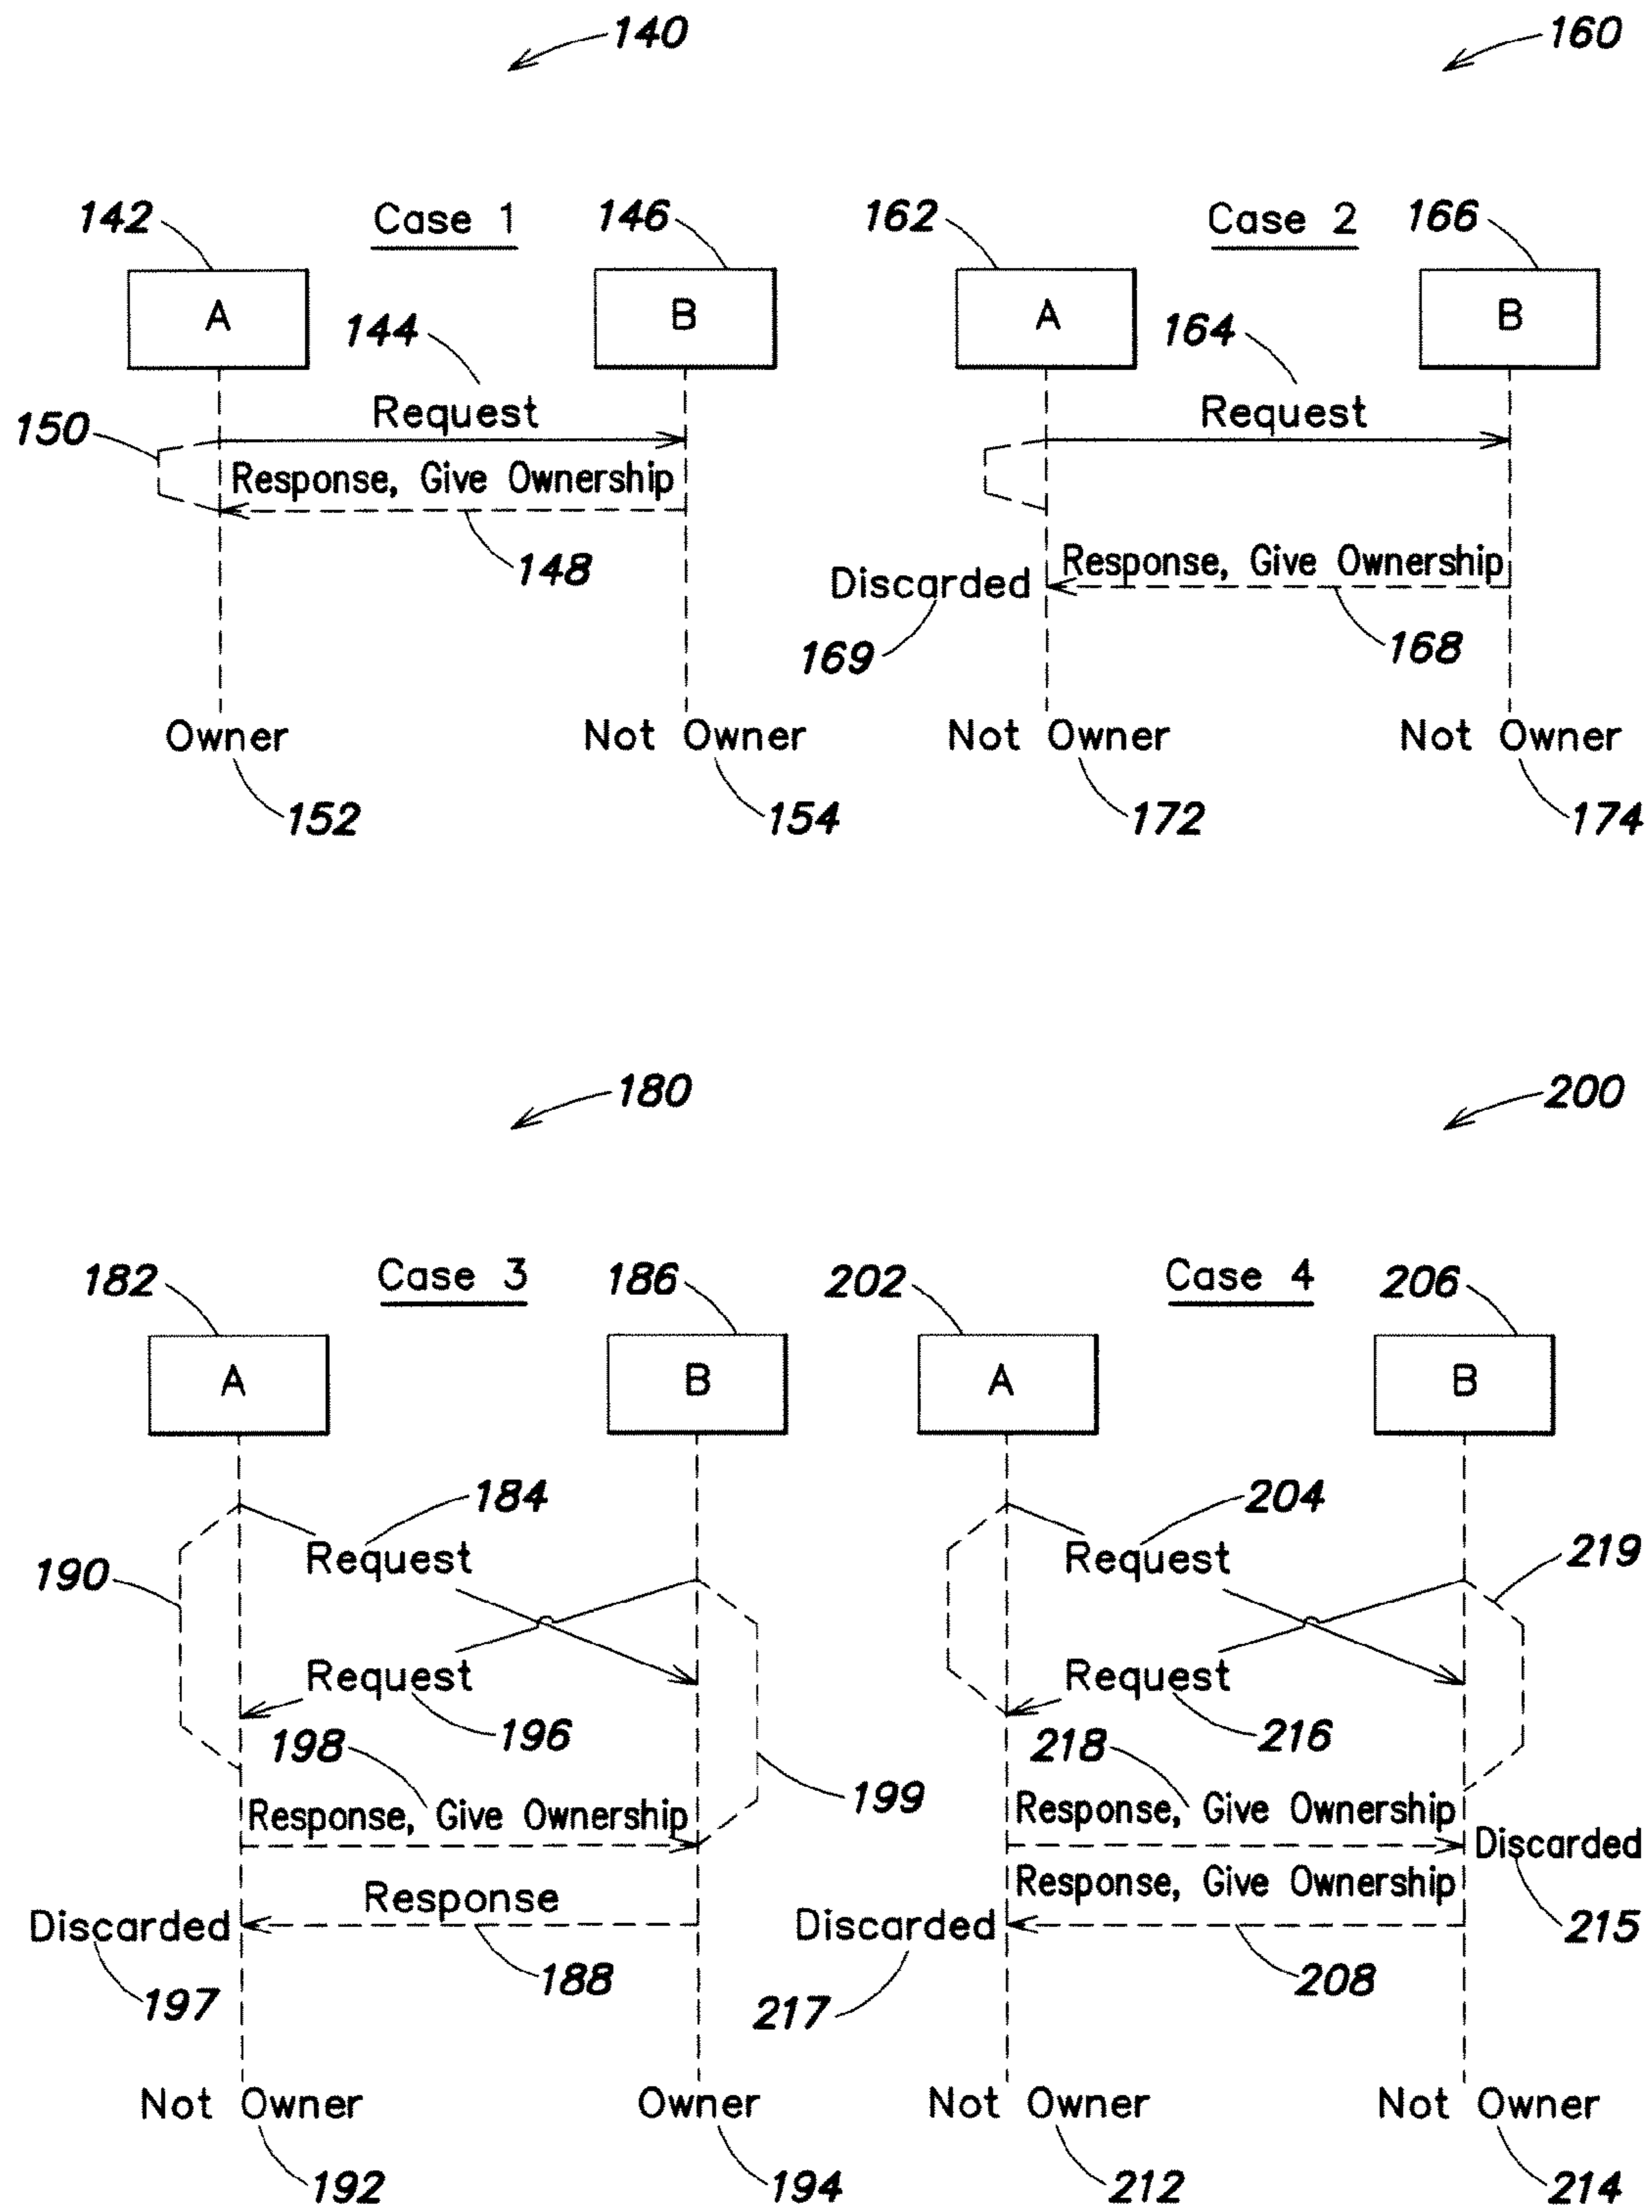 140 160
142 Case 1 146 162 Case 2 166
A B A B
144 164
150 Request Request
Response, Give Ownership
148 Response, Give Ownership
Discarded
169 168
Owner Not Owner Not Owner Not Owner
152 154 172 174
180 200
182 Case 3 186 202 Case 4 206
A B A B
184 204
190 Request Request 219
Request Request
198 196 218 216
199
Response, Give Ownership Response, Give Ownership
Discarded
Response Response, Give Ownership
Discarded Discarded 215
197 188 217 208
Not Owner Owner Not Owner Not Owner
192 194 212 214